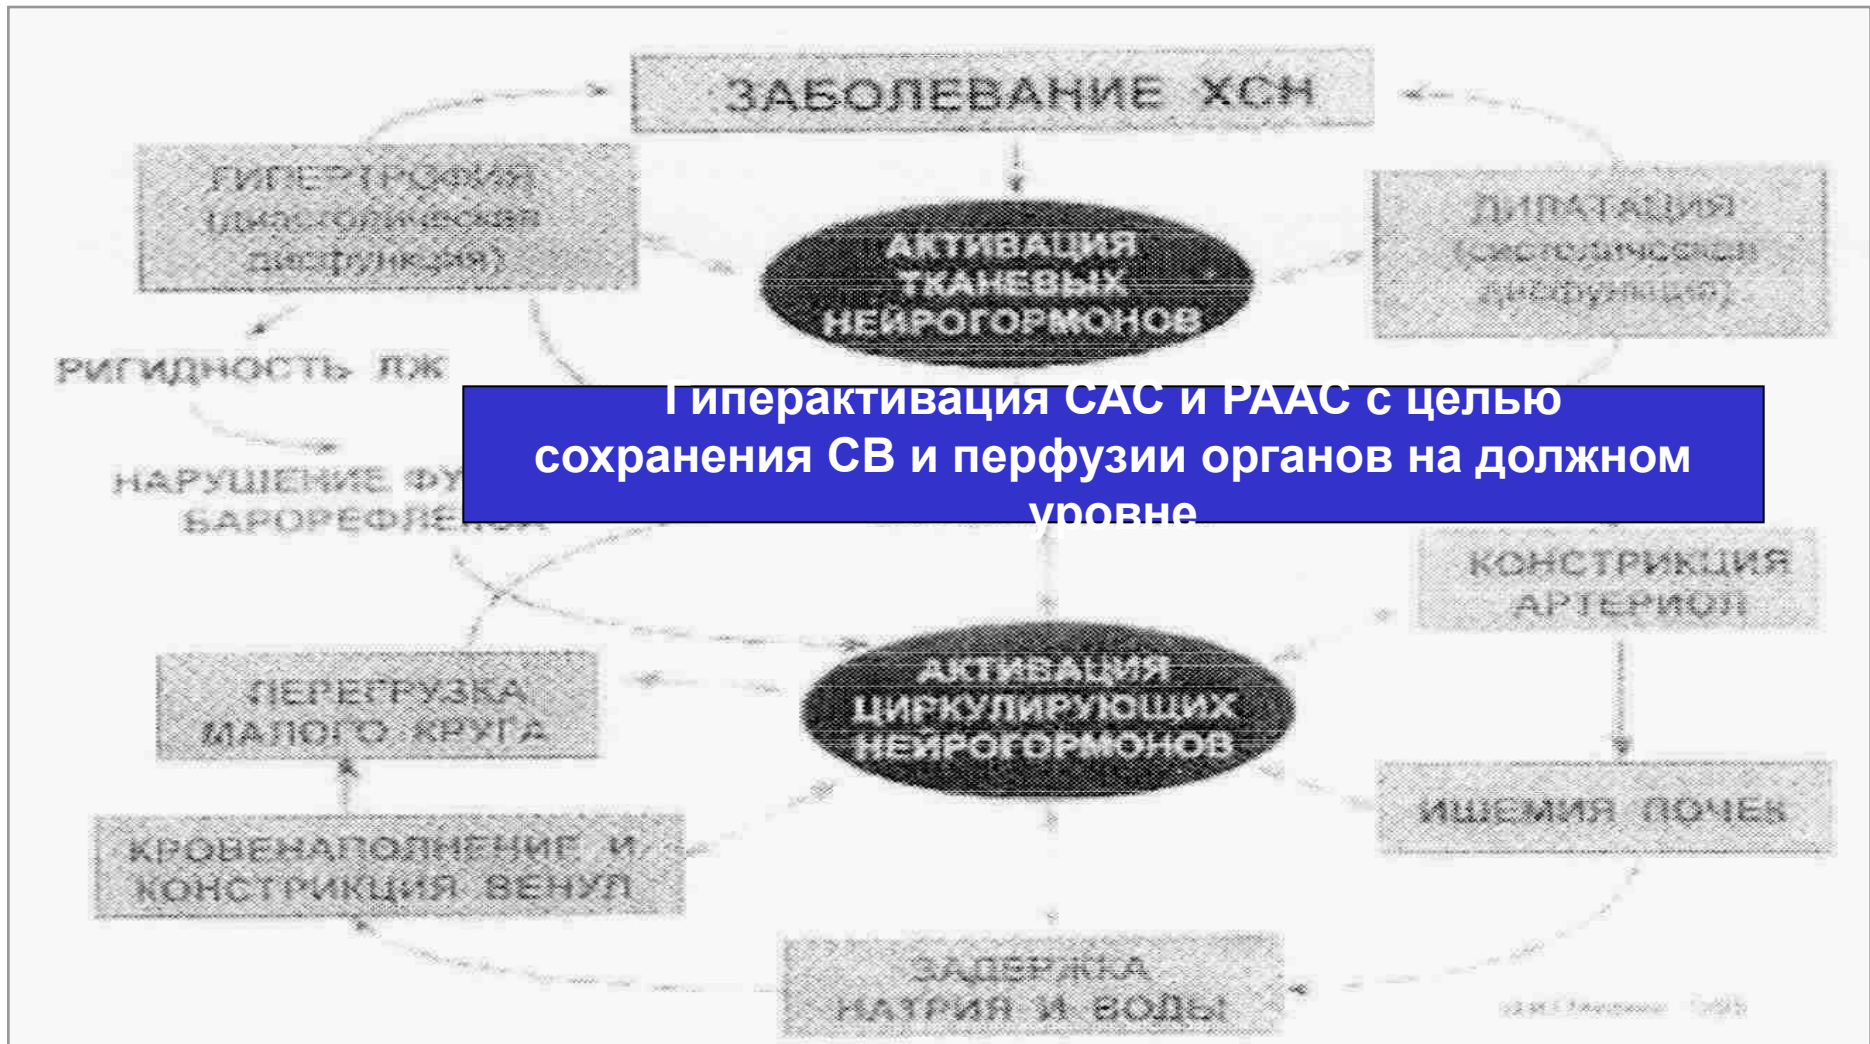 ЗАБОЛЕВАНИЕ ХСН
ГИПЕРТРОФИЯ
(диастолическая
дисфункция)
АКТИВАЦИЯ
ТКАНЕВЫХ
НЕЙРОГОРМОНОВ
ДИЛАТАЦИЯ
(систолическая
дисфункция)
РИГИДНОСТЬ ЛЖ
Гиперактивация САС и РААС с целью
сохранения СВ и перфузии органов на должном
уровне
НАРУШЕНИЕ
БАРОРЕФЛЕКСА
КОНСТРИКЦИЯ
АРТЕРИОЛ
ПЕРЕГРУЗКА
МАЛОГО КРУГА
АКТИВАЦИЯ
ЦИРКУЛИРУЮЩИХ
НЕЙРОГОРМОНОВ
ИШЕМИЯ ПОЧЕК
КРОВЕНАПОЛНЕНИЕ И
КОНСТРИКЦИЯ ВЕНУЛ
ЗАДЕРЖКА
НАТРИЯ И ВОДЫ